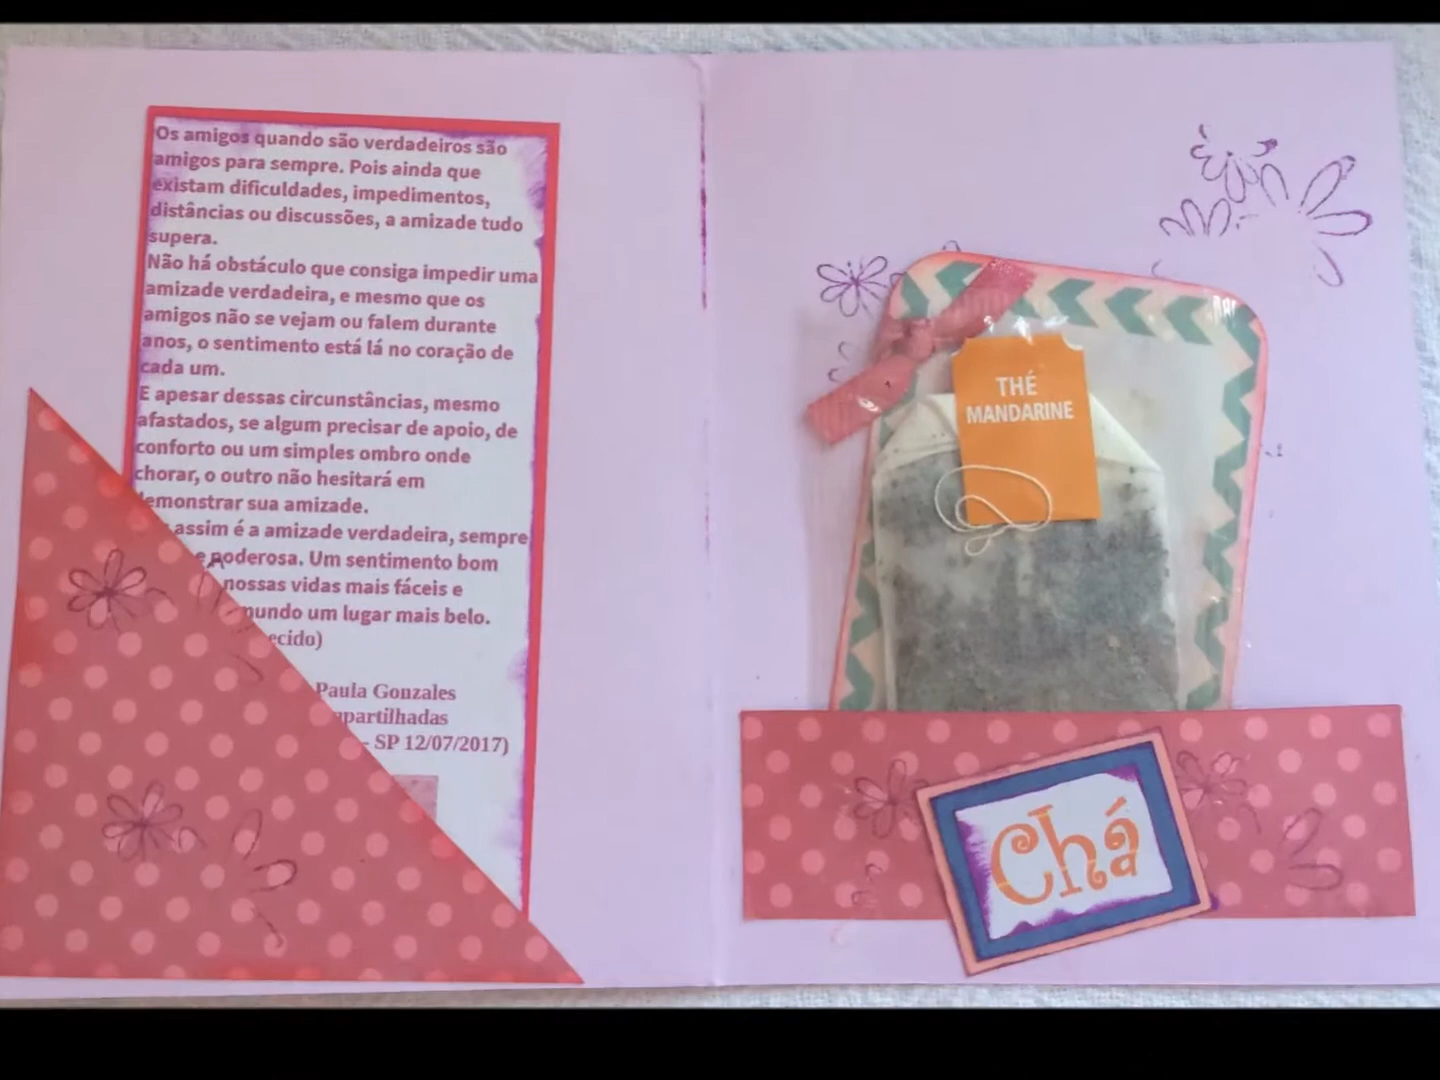 Os amigos quando são verdadeiros são
amigos para sempre. Pois ainda que
existam dificuldades, impedimentos,
distâncias ou discussões, a amizade tudo
supera.
Não há obstáculo que consiga impedir uma
amizade verdadeira, e mesmo que os
amigos não se vejam ou falem durante
anos, o sentimento está lá no coração de
cada um.
E apesar dessas circunstâncias, mesmo
afastados, se algum precisar de apoio, de
conforto ou um simples ombro onde
chorar, o outro não hesitará em
demonstrar sua amizade.
assim é a amizade verdadeira, sempre
e poderosa. Um sentimento bom
nossas vidas mais fáceis e
mundo um lugar mais belo.
ecido)
Paula Gonzales
partilhadas
- SP 12/07/2017)
THÉ
MANDARINE
Chá